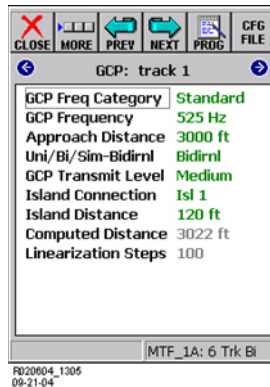 CLOSE MORE PREV NEXT PROG CFG FILE
GCP: track 1
GCP Freq Category Standard
GCP Frequency 525 Hz
Approach Distance 3000 ft
Uni/Bi/Sim-Bidirnl Bidirnl
GCP Transmit Level Medium
Island Connection Isl 1
Island Distance 120 ft
Computed Distance 3022 ft
Linearization Steps 100
MTF_1A: 6 Trk Bi
R020604_1305
09-21-04